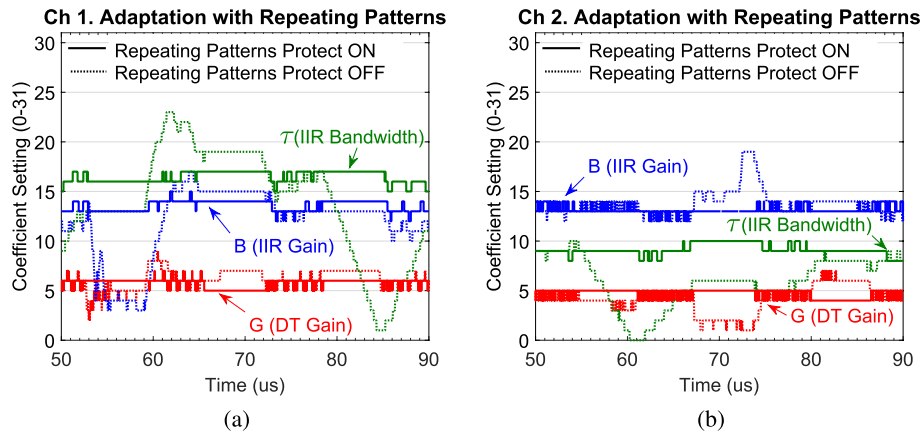 Ch 1. Adaptation with Repeating Patterns
Repeating Patterns Protect ON
Repeating Patterns Protect OFF
τ(IIR Bandwidth)
B (IIR Gain)
G (DT Gain)
Coefficient Setting (0-31)
30
25
20
15
10
5
0
50 60 70 80 90
Time (us)
(a)
Ch 2. Adaptation with Repeating Patterns
Repeating Patterns Protect ON
Repeating Patterns Protect OFF
B (IIR Gain)
τ(IIR Bandwidth)
G (DT Gain)
Coefficient Setting (0-31)
30
25
20
15
10
5
0
50 60 70 80 90
Time (us)
(b)